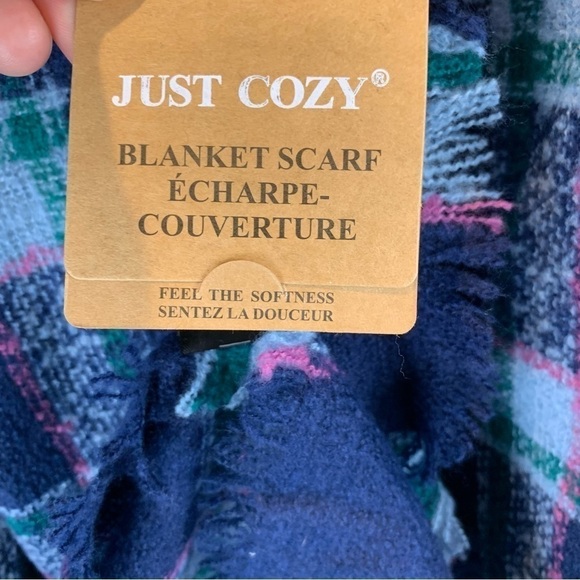 JUST COZY®
BLANKET SCARF
ÉCHARPE-
COUVERTURE
FEEL THE SOFTNESS
SENTEZ LA DOUCEUR